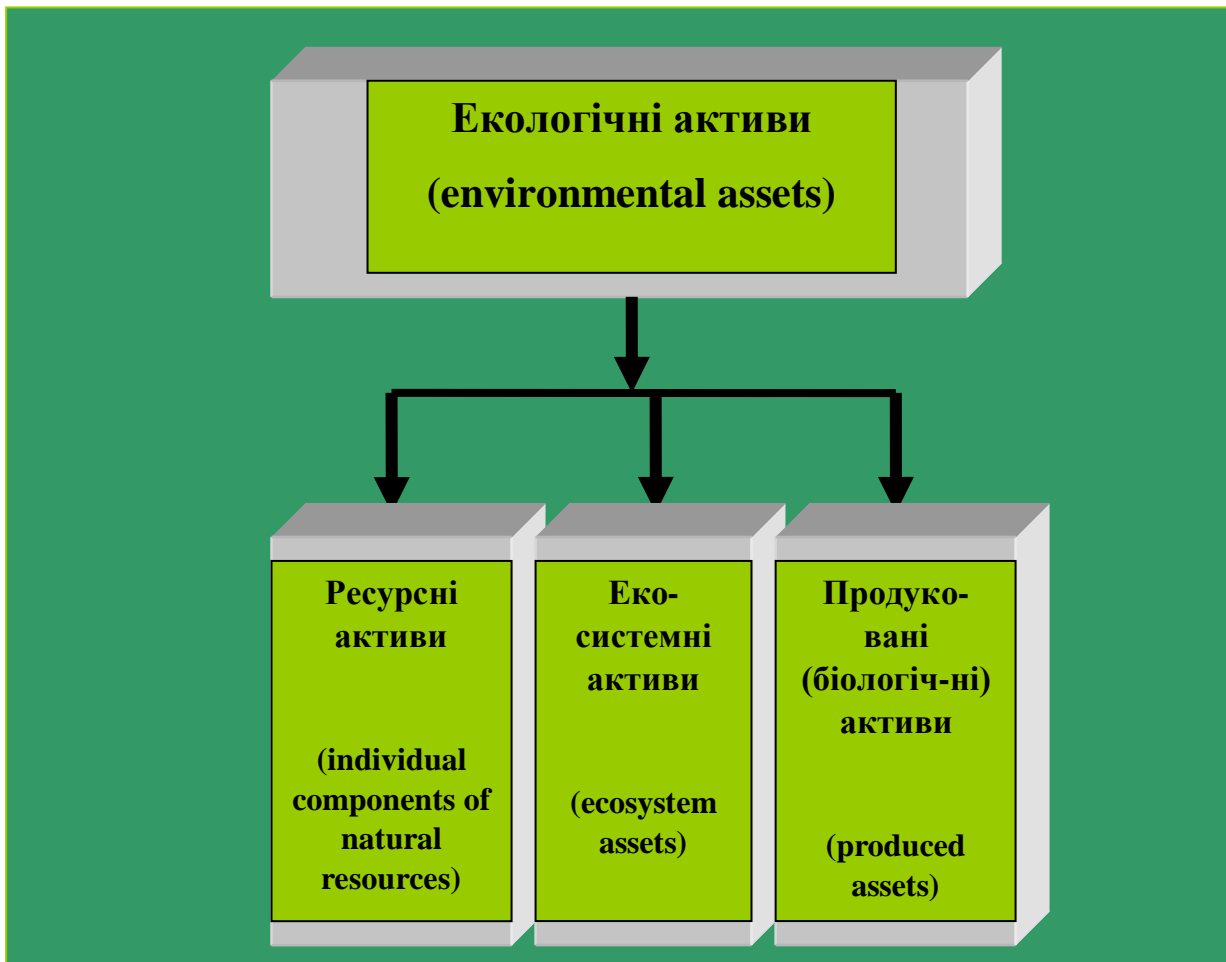 Екологічні активи
(environmental assets)
Ресурсні
активи
(individual
components of
natural
resources)
Еко-
системні
активи
(ecosystem
assets)
Продуко-
вані
(біологіч-ні)
активи
(produced
assets)